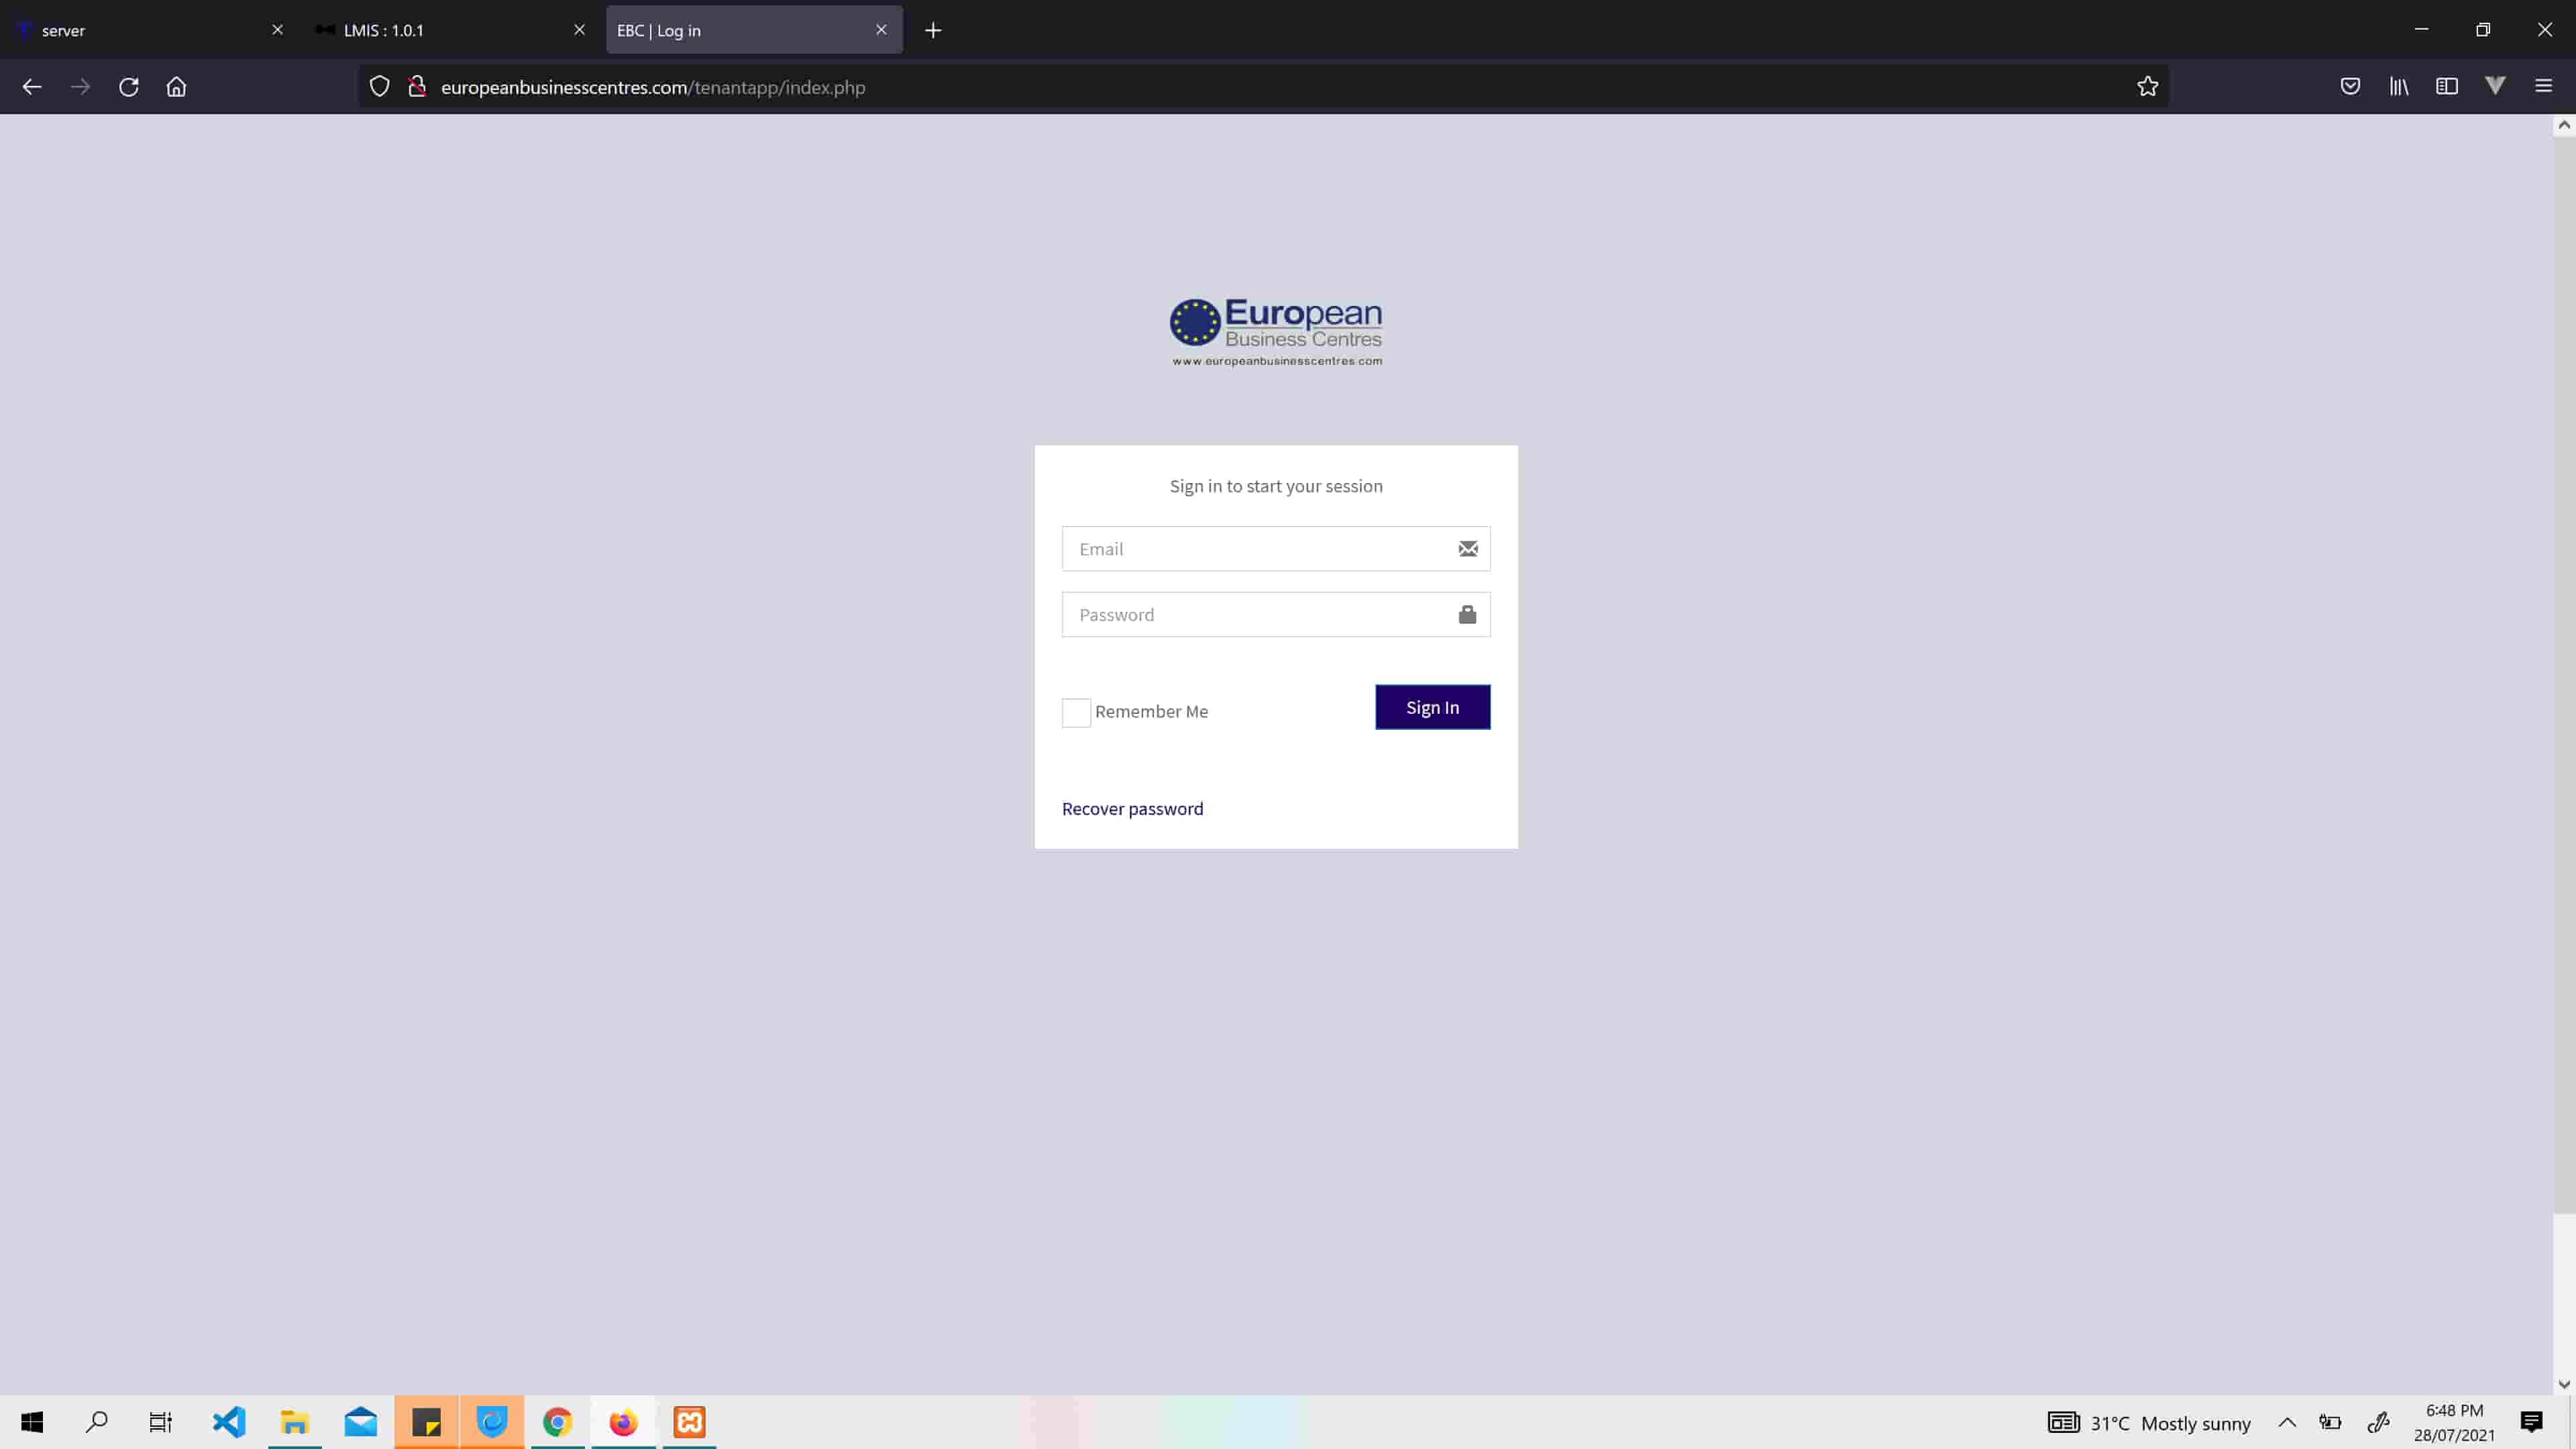 server
LMIS : 1.0.1
EBC | Log in
europeanbusinesscentres.com/tenantapp/index.php
European
Business Centres
www.europeanbusinesscentres.com
Sign in to start your session
Email
Password
Remember Me
Sign In
Recover password
31°C Mostly sunny
6:48 PM
28/07/2021